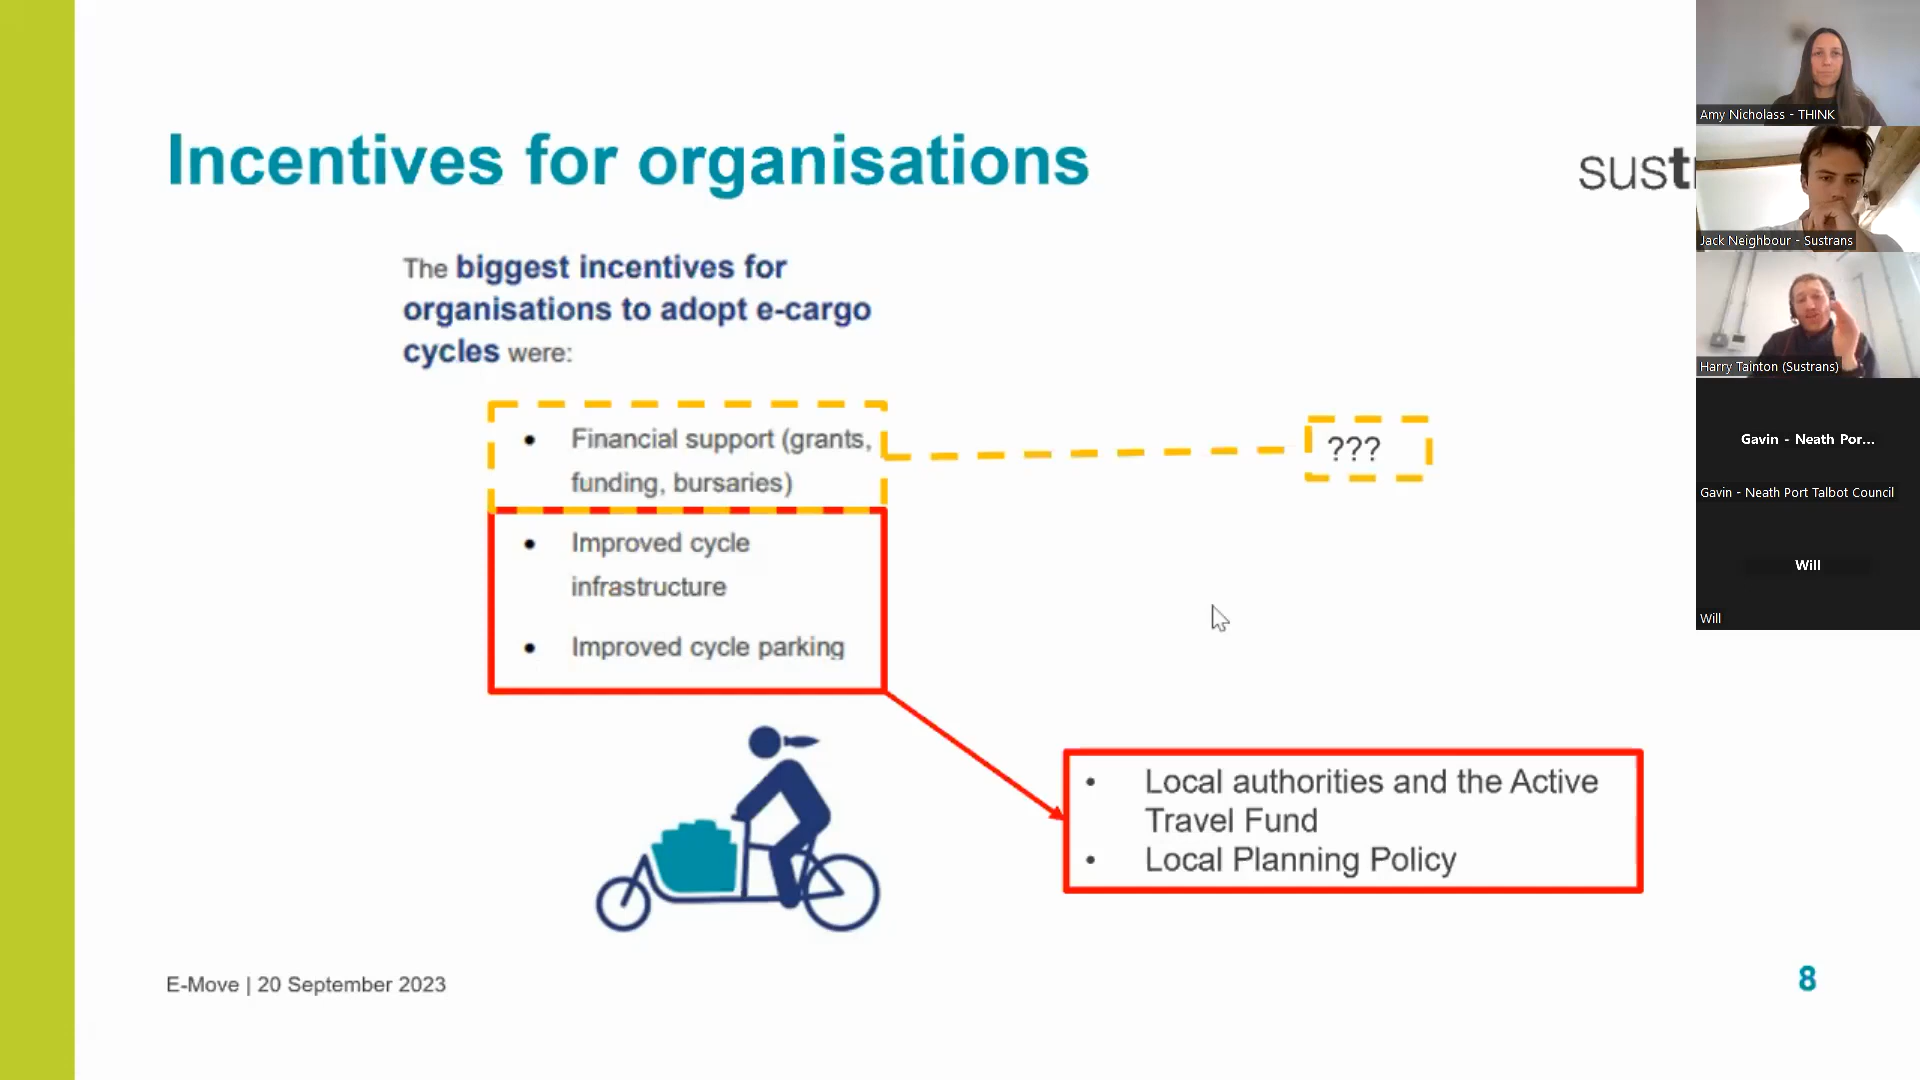 Incentives for organisations
sust
The biggest incentives for
organisations to adopt e-cargo
cycles were:
• Financial support (grants,
funding, bursaries)
???
• Improved cycle
infrastructure
• Improved cycle parking
• Local authorities and the Active
Travel Fund
• Local Planning Policy
E-Move | 20 September 2023
8
Amy Nicholass - THINK
Jack Neighbour - Sustrans
Harry Tainton (Sustrans)
Gavin - Neath Por...
Gavin - Neath Port Talbot Council
Will
Will